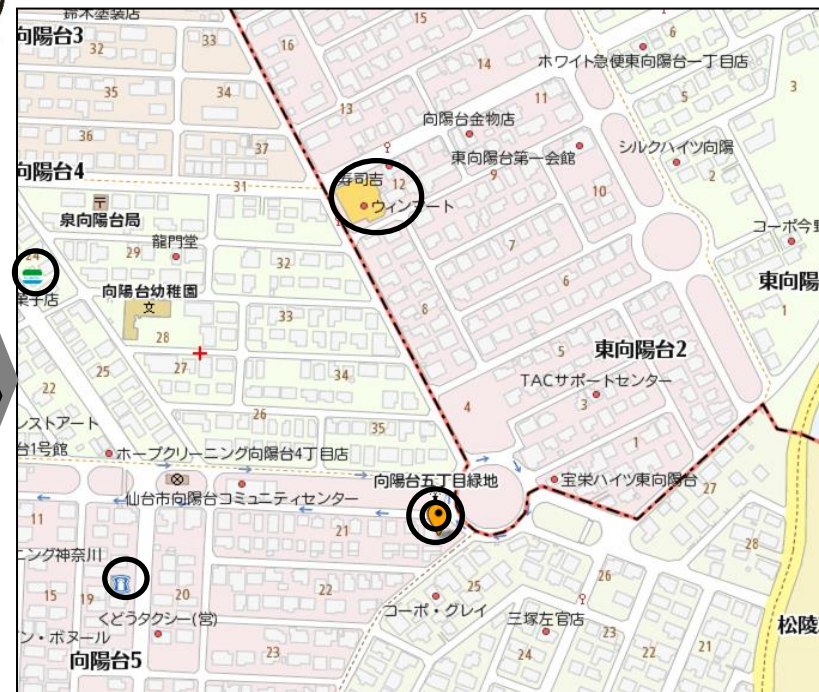 鈴木塗装店
向陽台3
32
33
16
15
6
35
34
14
ホワイト急便東向陽台一丁目店
3
13
向陽台金物店
11
5
36
37
東向陽台第一会館
シルクハイツ向陽
向陽台4
31
寿司吉
12
9
10
2
ウィンマート
泉向陽台局
龍門堂
29
7
コーポ今野
24
菓子店
向陽台幼稚園
文
32
6
東向陽
33
8
1
28
27
5
東向陽台2
22
25
34
TACサポートセンター
4
3
レストアート
26
35
1
台1号館
ホープクリーニング向陽台4丁目店
向陽台五丁目緑地
宝栄ハイツ東向陽台
27
仙台市向陽台コミュニティセンター
11
21
28
ニング神奈川
15
19
20
22
25
26
くどうタクシー(営)
コーポ・グレイ
三塚左官店
ン・ボヌール
23
24
23
22
21
松陵
向陽台5